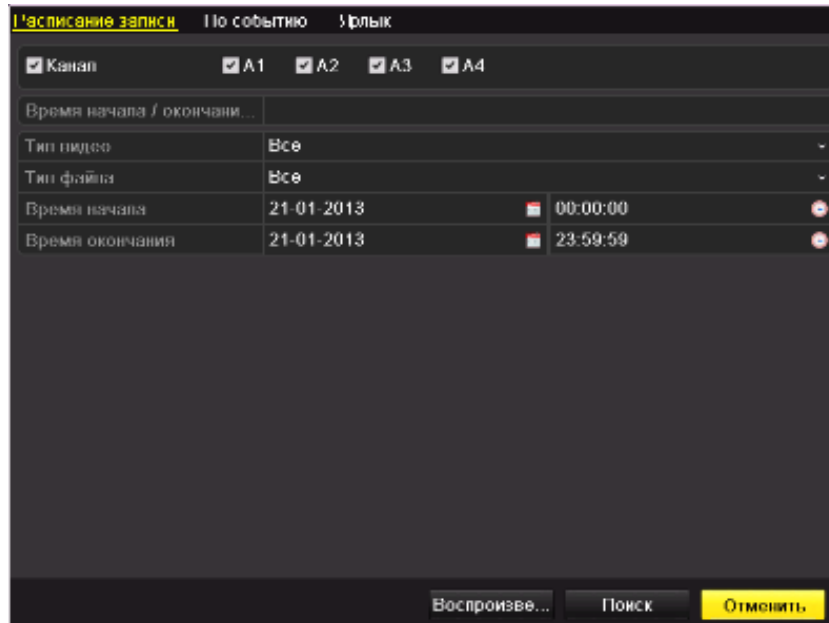 Расписание записи По событию Ярлык
Канал A1 A2 A3 A4
Время начала / окончани...
Тип видео Все
Тип файла Все
Время начала 21-01-2013 00:00:00
Время окончания 21-01-2013 23:59:59
Воспроизве... Поиск Отменить